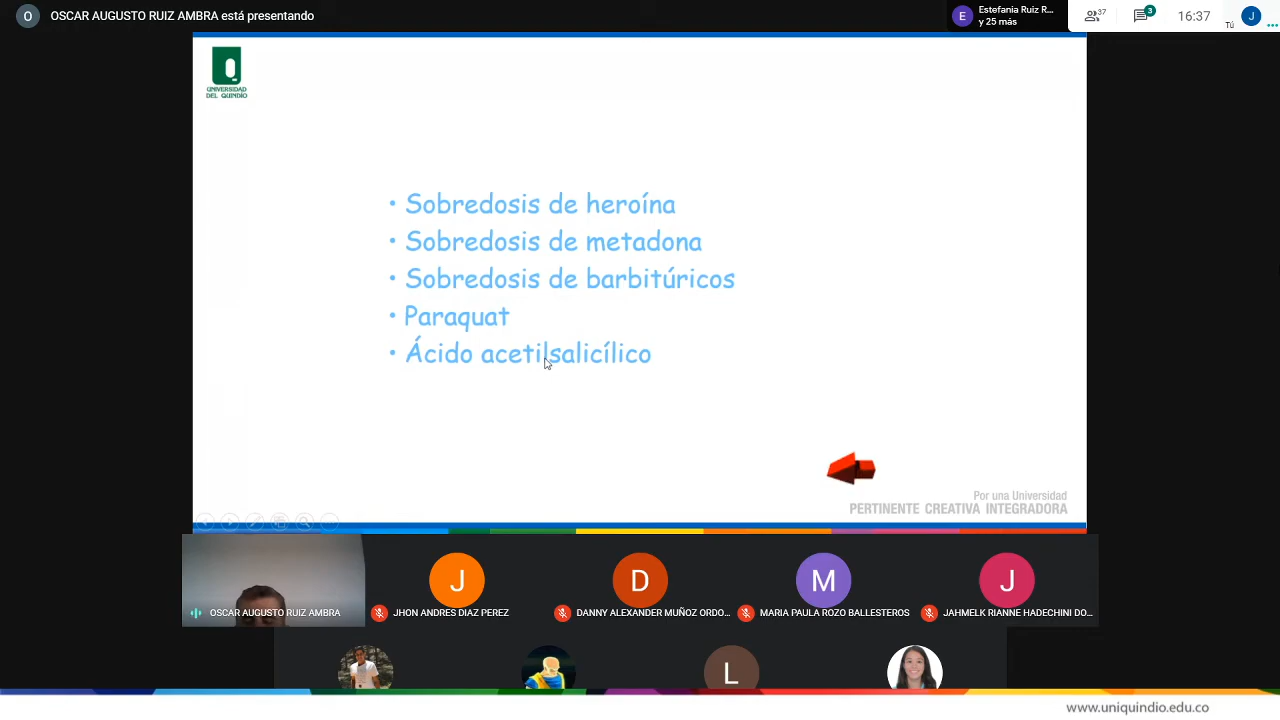 O OSCAR AUGUSTO RUIZ AMBRA está presentando
E Estefania Ruiz R...
y 25 más
37
3
16:37
Tú
J
UNIVERSIDAD
DEL QUINDÍO
• Sobredosis de heroína
• Sobredosis de metadona
• Sobredosis de barbitúricos
• Paraquat
• Ácido acetilsalicílico
Por una Universidad
PERTINENTE CREATIVA INTEGRADORA
J
D
M
J
OSCAR AUGUSTO RUIZ AMBRA
JHON ANDRES DIAZ PEREZ
DANNY ALEXANDER MUÑOZ ORDO...
MARIA PAULA ROZO BALLESTEROS
JAHMELK RIANNE HADECHINI DO...
L
www.uniquindio.edu.co